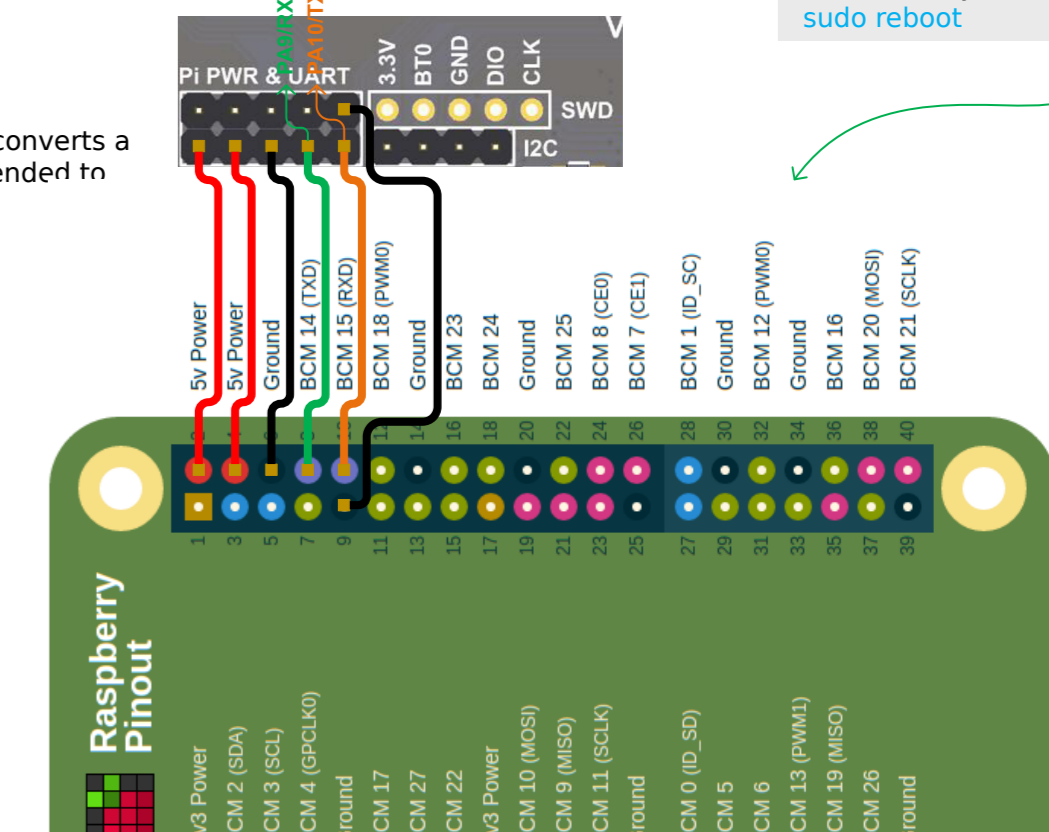 sudo reboot
PA9/RX
PA10/TX
Pi PWR & UART
3.3V
BT0
GND
DIO
CLK
SWD
I2C
converts a
ended to
5v Power
5v Power
Ground
BCM 14 (TXD)
BCM 15 (RXD)
BCM 18 (PWM0)
Ground
BCM 23
BCM 24
Ground
BCM 25
BCM 8 (CE0)
BCM 7 (CE1)
BCM 1 (ID_SC)
Ground
BCM 12 (PWM0)
Ground
BCM 16
BCM 20 (MOSI)
BCM 21 (SCLK)
16
18
20
22
24
26
28
30
32
34
36
38
40
1
3
5
7
9
11
13
15
17
19
21
23
25
27
29
31
33
35
37
39
Raspberry
Pinout
v3 Power
CM 2 (SDA)
CM 3 (SCL)
CM 4 (GPCLK0)
round
CM 17
CM 27
CM 22
v3 Power
CM 10 (MOSI)
CM 9 (MISO)
CM 11 (SCLK)
round
CM 0 (ID_SD)
CM 5
CM 6
CM 13 (PWM1)
CM 19 (MISO)
CM 26
round